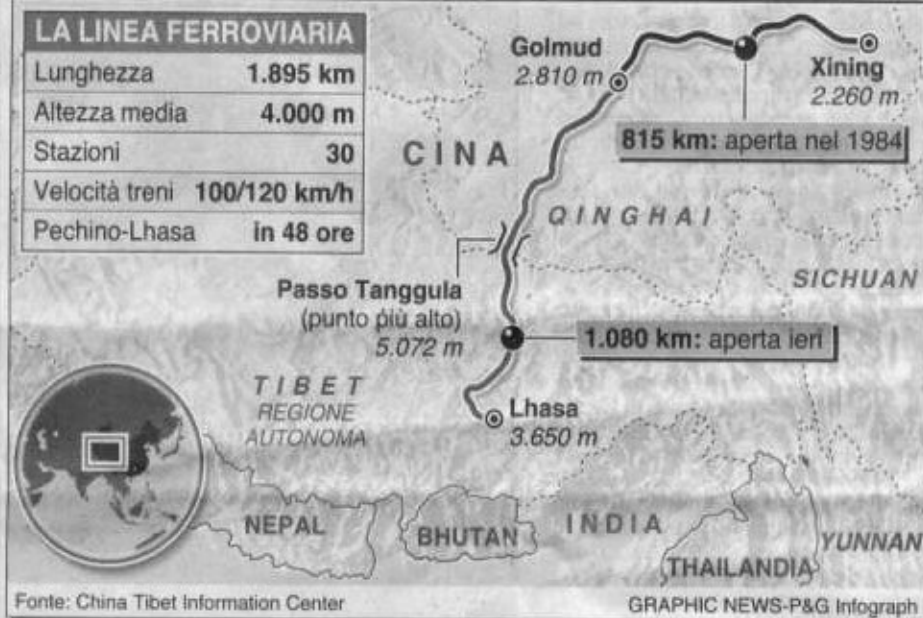 LA LINEA FERROVIARIA
Lunghezza 1.895 km
Altezza media 4.000 m
Stazioni 30
Velocità treni 100/120 km/h
Pechino-Lhasa in 48 ore
Golmud
2.810 m
Xining
2.260 m
815 km: aperta nel 1984
CINA
QINGHAI
SICHUAN
Passo Tanggula
(punto più alto)
5.072 m
1.080 km: aperta ieri
TIBET
REGIONE
AUTONOMA
Lhasa
3.650 m
NEPAL
BHUTAN
INDIA
THAILANDIA
YUNNAN
Fonte: China Tibet Information Center
GRAPHIC NEWS-P&G Infograph